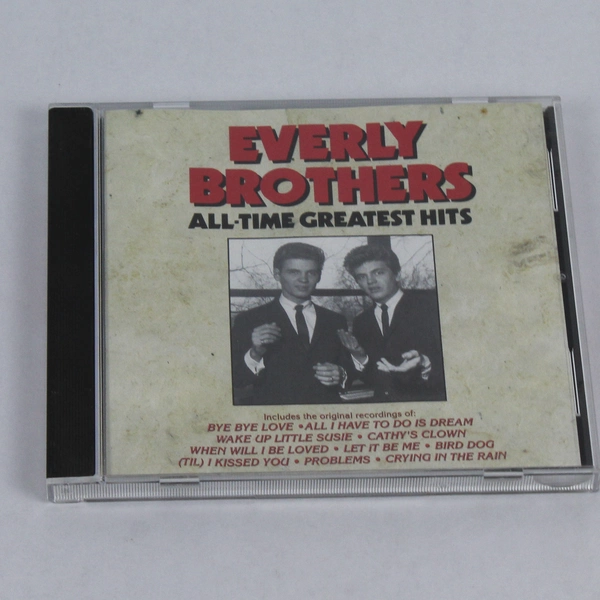 EVERLY
BROTHERS
ALL-TIME GREATEST HITS
Includes the original recordings of:
BYE BYE LOVE • ALL I HAVE TO DO IS DREAM
WAKE UP LITTLE SUSIE • CATHY'S CLOWN
WHEN WILL I BE LOVED • LET IT BE ME • BIRD DOG
(TIL) I KISSED YOU • PROBLEMS • CRYING IN THE RAIN